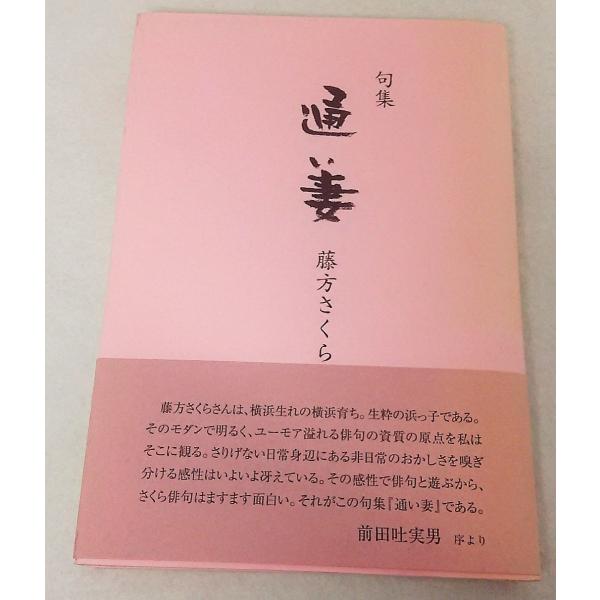 句集
通い妻
藤方さくら
藤方さくらさんは、横浜生れの横浜育ち。生粋の浜っ子である。
そのモダンで明るく、ユーモア溢れる俳句の資質の原点を私は
そこに観る。さりげない日常身辺にある非日常のおかしさを嗅ぎ
分ける感性はいよいよ冴えている。その感性で俳句と遊ぶから、
さくら俳句はますます面白い。それがこの句集『通い妻』である。
前田吐実男 序より